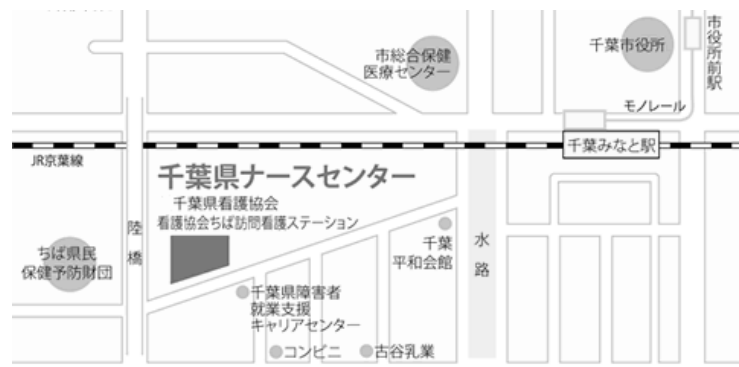 市総合保健
医療センター
千葉市役所
市役所前駅
モノレール
千葉みなと駅
JR京葉線
千葉県ナースセンター
千葉県看護協会
看護協会ちば訪問看護ステーション
陸橋
ちば県民
保健予防財団
千葉
平和会館
水路
千葉県障害者
就業支援
キャリアセンター
コンビニ
古谷乳業